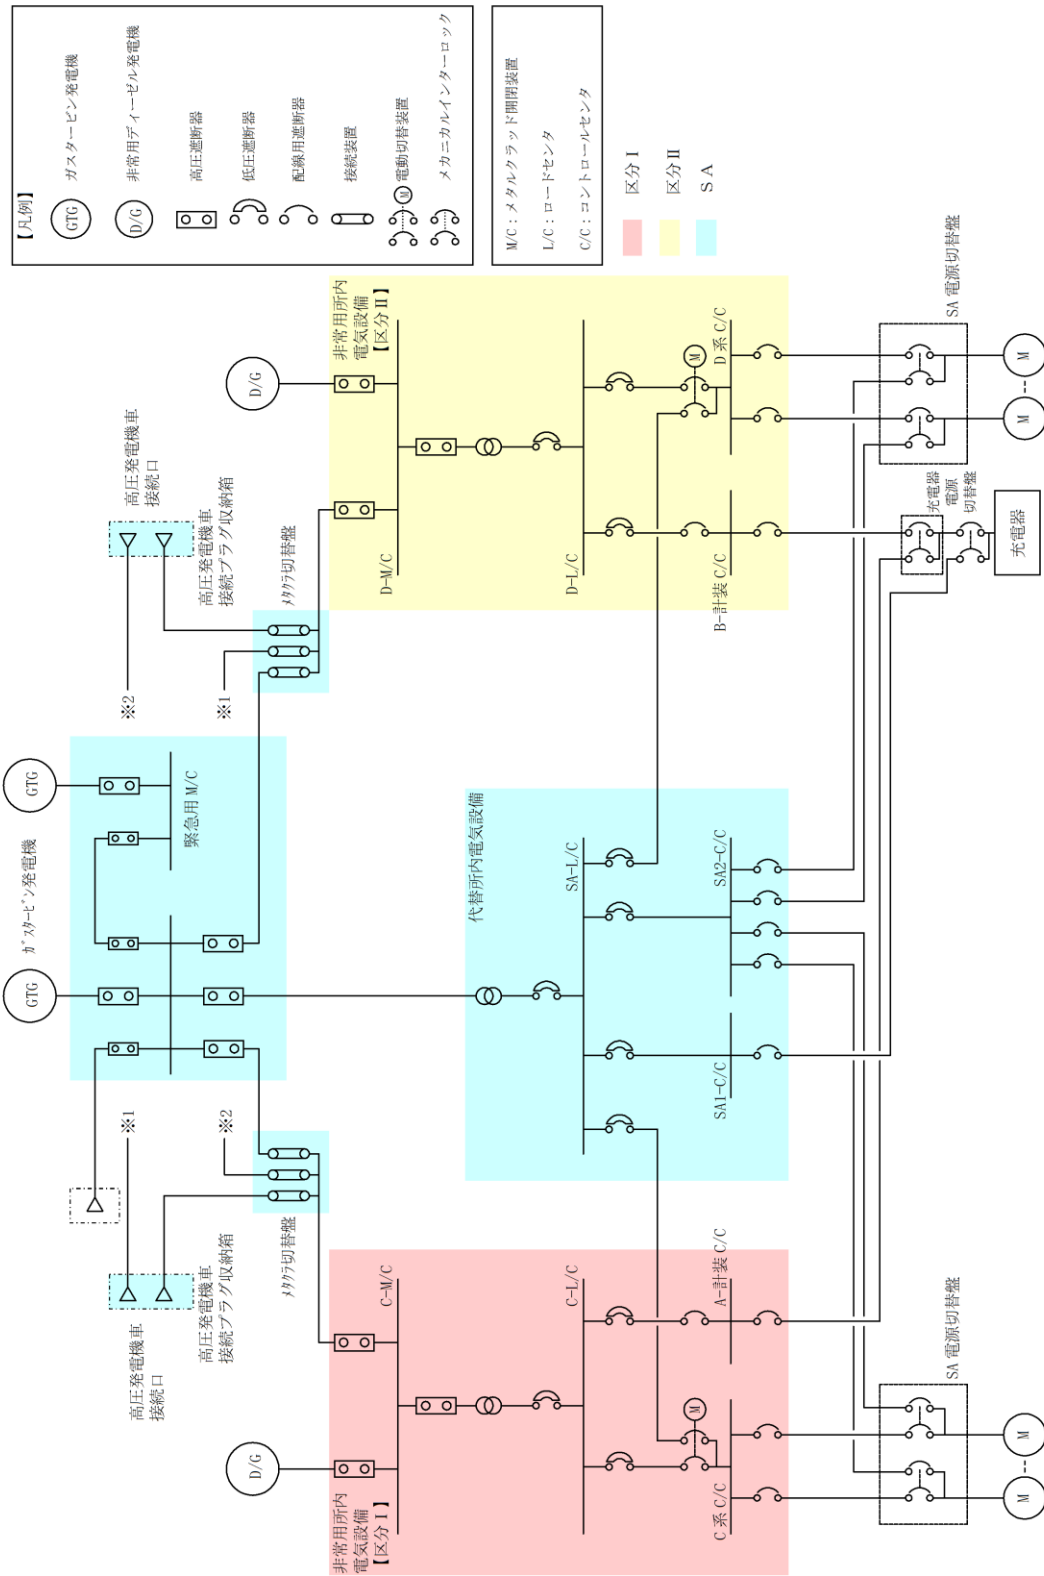 【凡例】
GTG ガスタービン発電機
D/G 非常用ディーゼル発電機
高圧遮断器
低圧遮断器
配線用遮断器
接続装置
M 電動切替装置
メカニカルインターロック
M/C：メタルクラッド開閉装置
L/C：ロードセンタ
C/C：コントロールセンタ
区分Ⅰ
区分Ⅱ
ＳＡ
ガスタービン発電機
GTG
GTG
緊急用 M/C
高圧発電機車
接続口
※1
※2
高圧発電機車
接続プラグ収納箱
メタクラ切替盤
高圧発電機車
接続口
※2
※1
高圧発電機車
接続プラグ収納箱
メタクラ切替盤
D/G
非常用所内
電気設備
【区分Ⅰ】
C-M/C
C-L/C
M
C 系 C/C
A-計装 C/C
代替所内電気設備
SA-L/C
SA1-C/C
SA2-C/C
D/G
非常用所内
電気設備
【区分Ⅱ】
D-M/C
D-L/C
M
B-計装 C/C
D 系 C/C
SA 電源切替盤
M
M
充電器
電源
切替盤
充電器
SA 電源切替盤
M
M